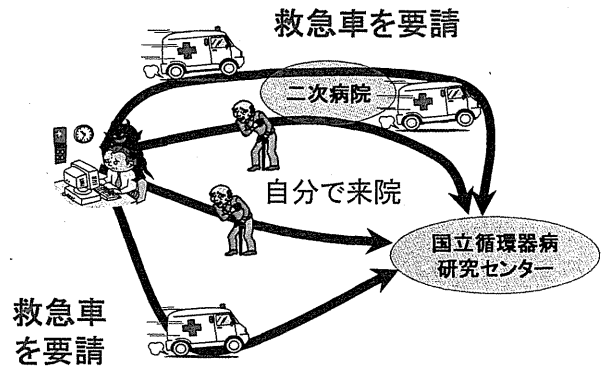 救急車を要請
二次病院
自分で来院
国立循環器病
研究センター
救急車
を要請